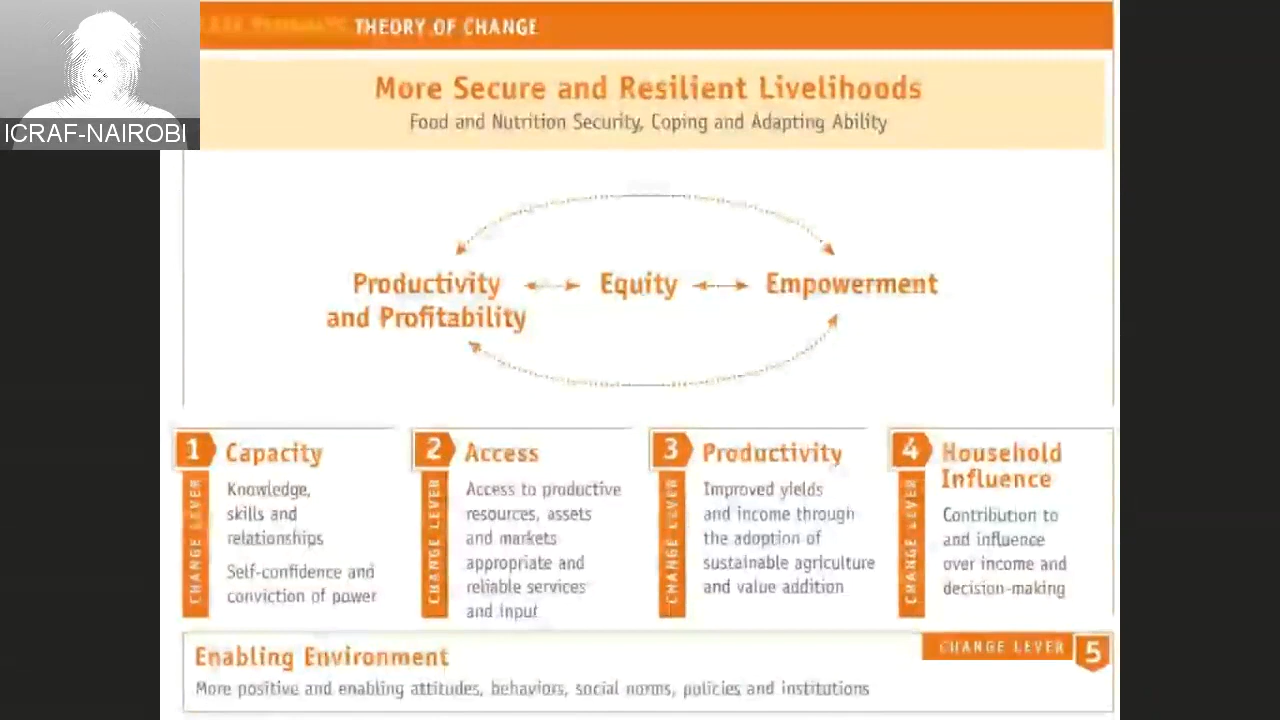 THEORY OF CHANGE
More Secure and Resilient Livelihoods
Food and Nutrition Security, Coping and Adapting Ability
ICRAF-NAIROBI
Productivity
and Profitability
Equity
Empowerment
1
Capacity
CHANGE LEVER
Knowledge,
skills and
relationships
Self-confidence and
conviction of power
2
Access
CHANGE LEVER
Access to productive
resources, assets
and markets
appropriate and
reliable services
and input
3
Productivity
CHANGE LEVER
Improved yields
and income through
the adoption of
sustainable agriculture
and value addition
4
Household
Influence
CHANGE LEVER
Contribution to
and influence
over income and
decision-making
Enabling Environment
CHANGE LEVER
5
More positive and enabling attitudes, behaviors, social norms, policies and institutions